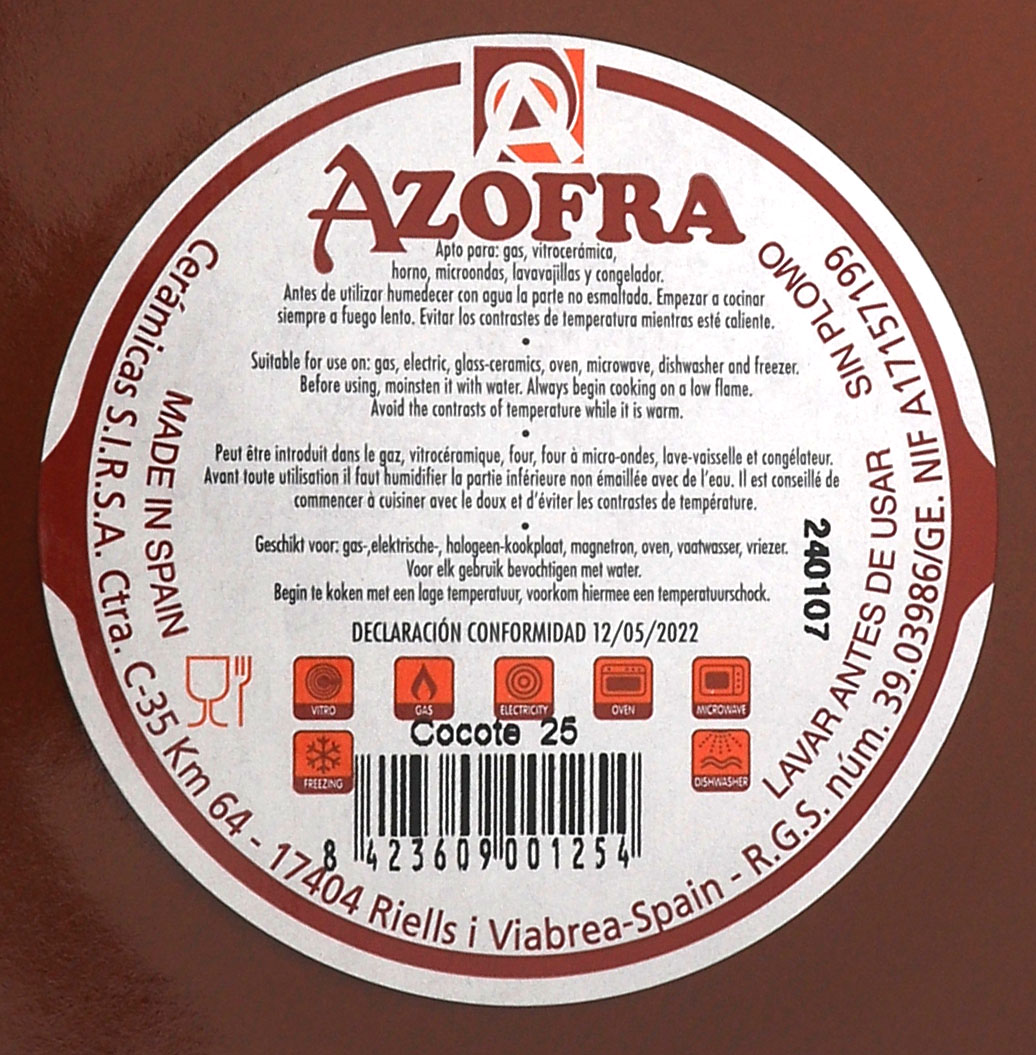 AZOFRA
Apto para: gas, vitrocerámica,
horno, microondas, lavavajillas y congelador.
Antes de utilizar humedecer con agua la parte no esmaltada. Empezar a cocinar
siempre a fuego lento. Evitar los contrastes de temperatura mientras esté caliente.
•
Suitable for use on: gas, electric, glass-ceramics, oven, microwave, dishwasher and freezer.
Before using, moinsten it with water. Always begin cooking on a low flame.
Avoid the contrasts of temperature while it is warm.
•
Peut être introduit dans le gaz, vitrocéramique, four, four à micro-ondes, lave-vaisselle et congélateur.
Avant toute utilisation il faut humidifier la partie inférieure non émaillée avec de l'eau. Il est conseillé de
commencer à cuisiner avec le doux et d'éviter les contrastes de température.
•
Geschikt voor: gas-,elektrische-, halogeen-kookplaat, magnetron, oven, vaatwasser, vriezer.
Voor elk gebruik bevochtigen met water.
Begin te koken met een lage temperatuur, voorkom hiermee een temperatuurschock.
DECLARACIÓN CONFORMIDAD 12/05/2022
VITRO
GAS
ELECTRICITY
OVEN
MICROWAVE
Cocote 25
FREEZING
DISHWASHER
8 423609 001254
MADE IN SPAIN
SIN PLOMO
LAVAR ANTES DE USAR
240107
Cerámicas S.I.R.S.A. Ctra. C-35 Km 64 - 17404 Riells i Viabrea-Spain - R.G.S. núm. 39.03986/GE. NIF A17157199